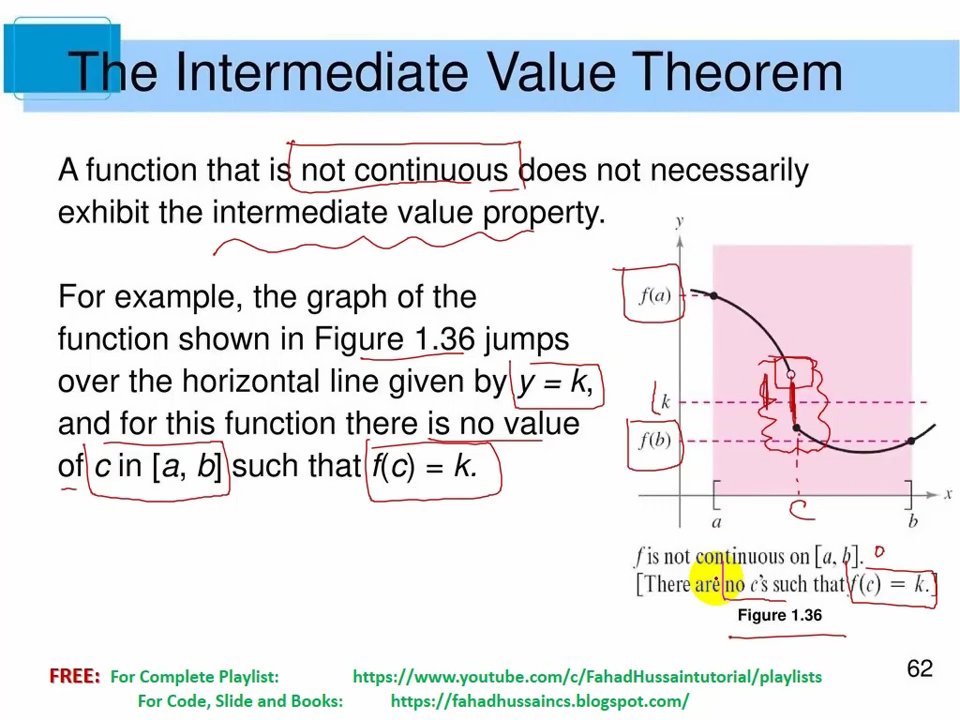 The Intermediate Value Theorem
A function that is not continuous does not necessarily
exhibit the intermediate value property.
For example, the graph of the
function shown in Figure 1.36 jumps
over the horizontal line given by y = k,
and for this function there is no value
of c in [a, b] such that f(c) = k.
y
f(a)
k
f(b)
x
a
C
b
f is not continuous on [a, b].
[There are no c's such that f(c) = k.]
Figure 1.36
62
FREE: For Complete Playlist: https://www.youtube.com/c/FahadHussaintutorial/playlists
For Code, Slide and Books: https://fahadhussaincs.blogspot.com/